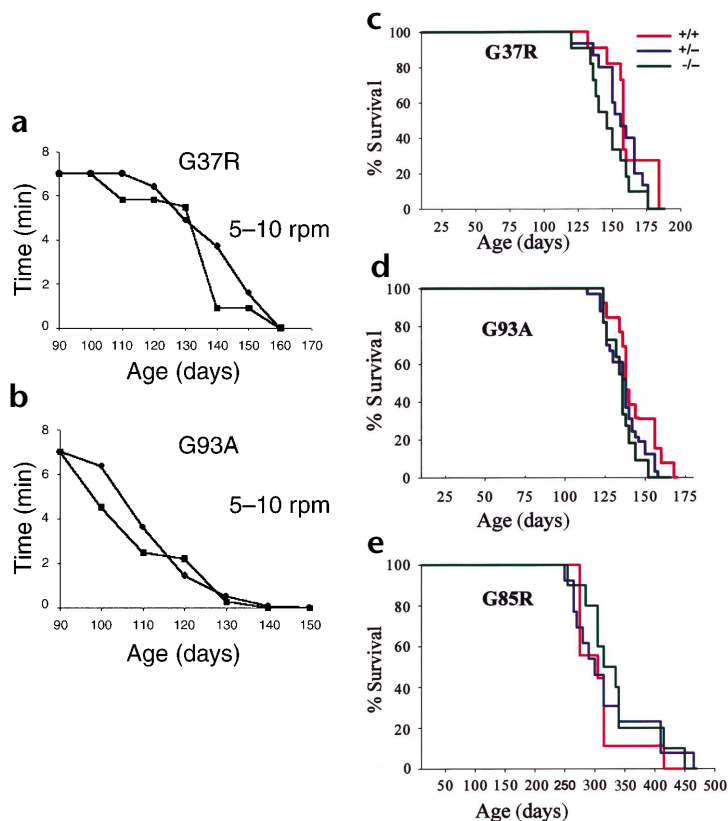 a
G37R
5–10 rpm
Time (min)
8
6
4
2
0
90 100 110 120 130 140 150 160 170
Age (days)
b
G93A
5–10 rpm
Time (min)
8
6
4
2
0
90 100 110 120 130 140 150
Age (days)
c
G37R
+/+
+/–
-/–
% Survival
100
80
60
40
20
0
25 50 75 100 125 150 175 200
Age (days)
d
G93A
% Survival
100
80
60
40
20
0
25 50 75 100 125 150 175
Age (days)
e
G85R
% Survival
100
80
60
40
20
0
50 100 150 200 250 300 350 400 450 500
Age (days)